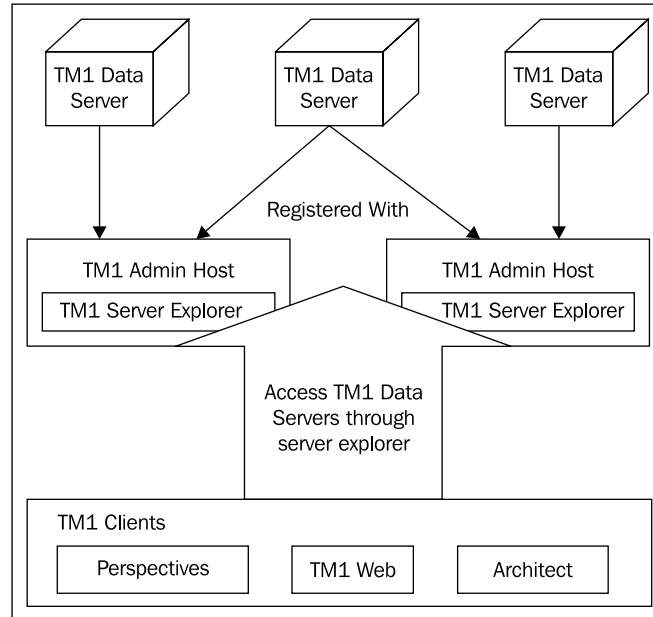 TM1 Data
Server
TM1 Data
Server
TM1 Data
Server
Registered With
TM1 Admin Host
TM1 Server Explorer
TM1 Admin Host
TM1 Server Explorer
Access TM1 Data
Servers through
server explorer
TM1 Clients
Perspectives
TM1 Web
Architect